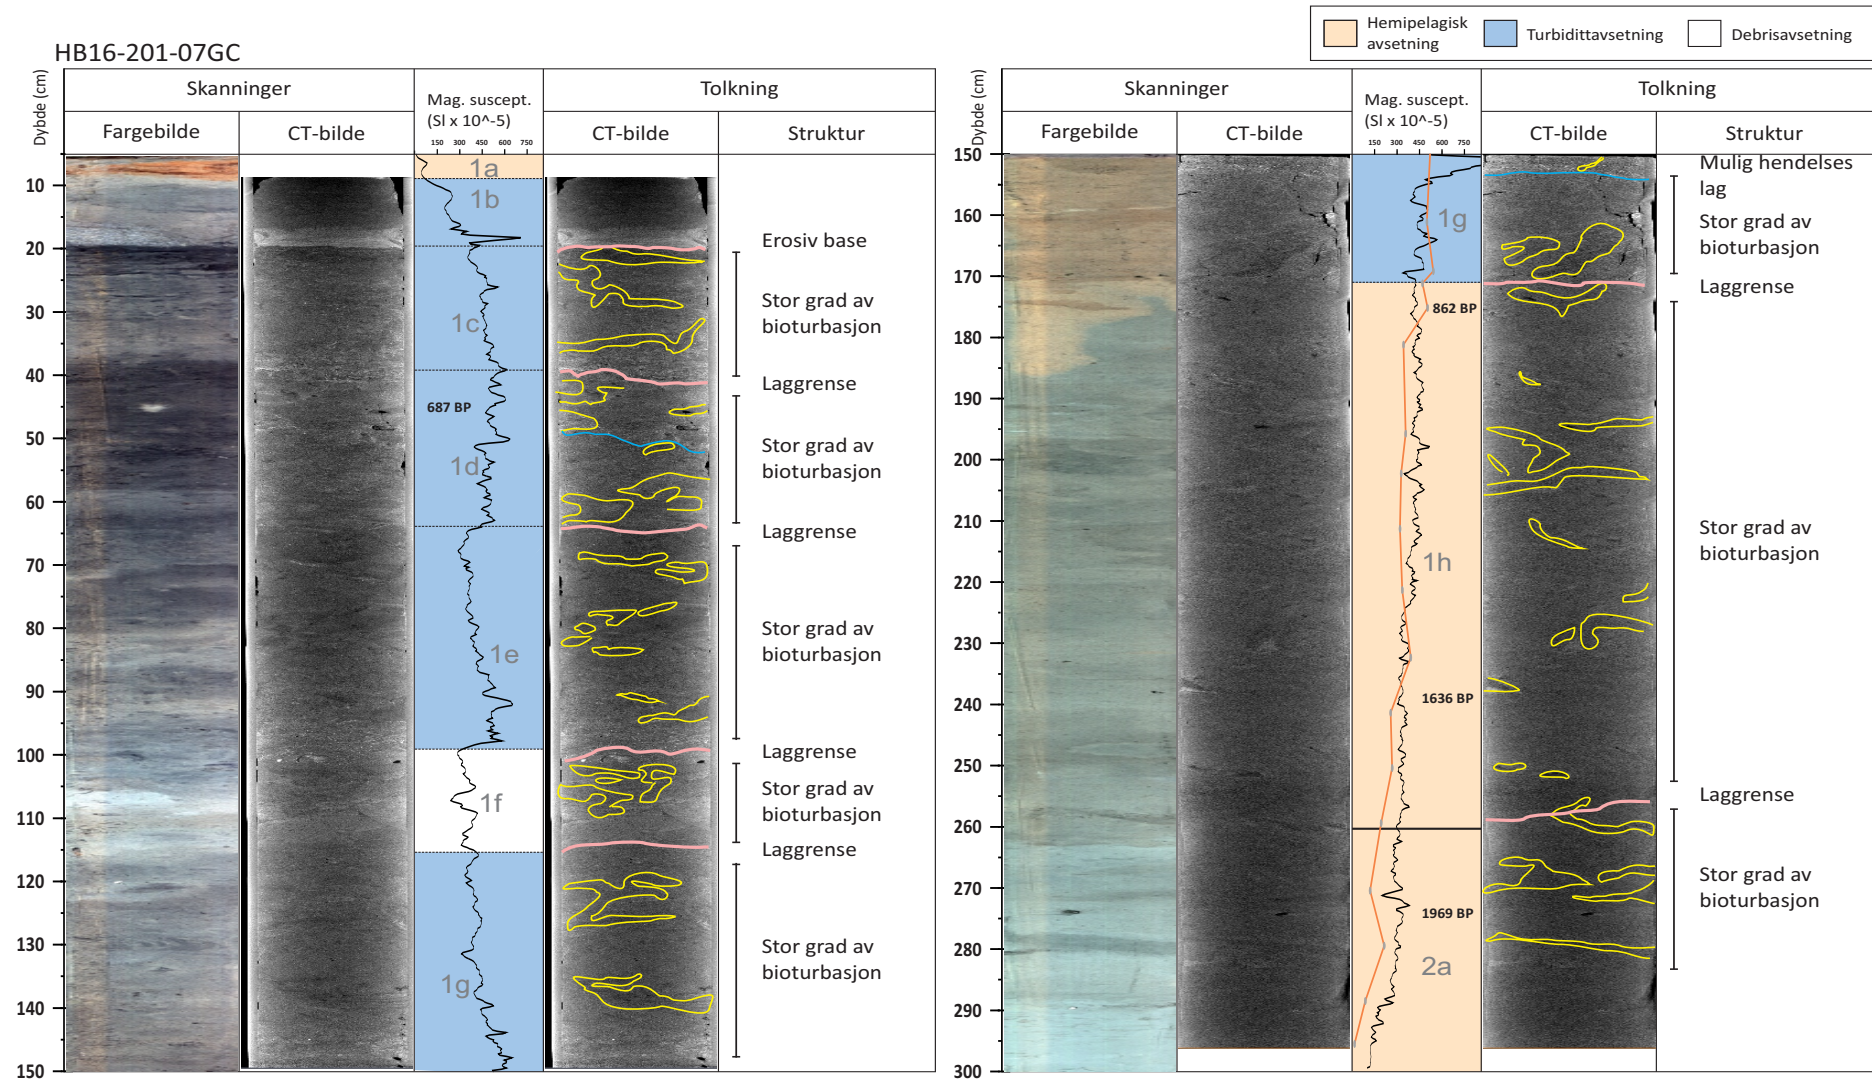 Hemipelagisk
avsetning
Turbidittavsetning
Debrisavsetning
HB16-201-07GC
Dybde (cm)
Skanninger
Mag. suscept.
(SI x 10^-5)
Tolkning
Fargebilde
CT-bilde
CT-bilde
Struktur
150 300 450 600 750
10
20
30
40
50
60
70
80
90
100
110
120
130
140
150
1a
1b
1c
687 BP
1d
1e
1f
1g
Erosiv base
Stor grad av
bioturbasjon
Laggrense
Stor grad av
bioturbasjon
Laggrense
Stor grad av
bioturbasjon
Laggrense
Stor grad av
bioturbasjon
Laggrense
Stor grad av
bioturbasjon
Dybde (cm)
Skanninger
Mag. suscept.
(SI x 10^-5)
Tolkning
Fargebilde
CT-bilde
CT-bilde
Struktur
150 300 450 600 750
150
160
170
180
190
200
210
220
230
240
250
260
270
280
290
300
1g
862 BP
1h
1636 BP
1969 BP
2a
Mulig hendelses
lag
Stor grad av
bioturbasjon
Laggrense
Stor grad av
bioturbasjon
Laggrense
Stor grad av
bioturbasjon